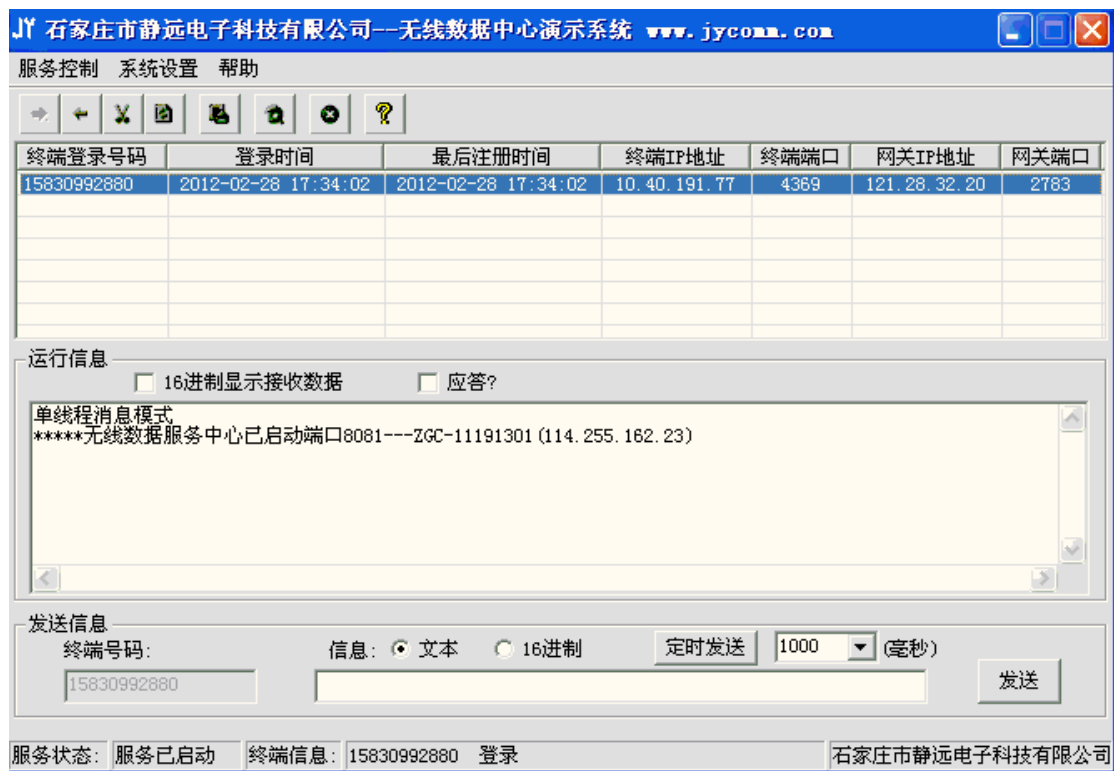 JY 石家庄市静远电子科技有限公司--无线数据中心演示系统 www.jycomm.com
服务控制 系统设置 帮助
终端登录号码 登录时间 最后注册时间 终端IP地址 终端端口 网关IP地址 网关端口
15830992880 2012-02-28 17:34:02 2012-02-28 17:34:02 10.40.191.77 4369 121.28.32.20 2783
运行信息
16进制显示接收数据 应答?
单线程消息模式
*****无线数据服务中心已启动端口8081---ZGC-11191301(114.255.162.23)
发送信息
终端号码: 信息: 文本 16进制 定时发送 1000 (毫秒)
15830992880 发送
服务状态: 服务已启动 终端信息: 15830992880 登录 石家庄市静远电子科技有限公司